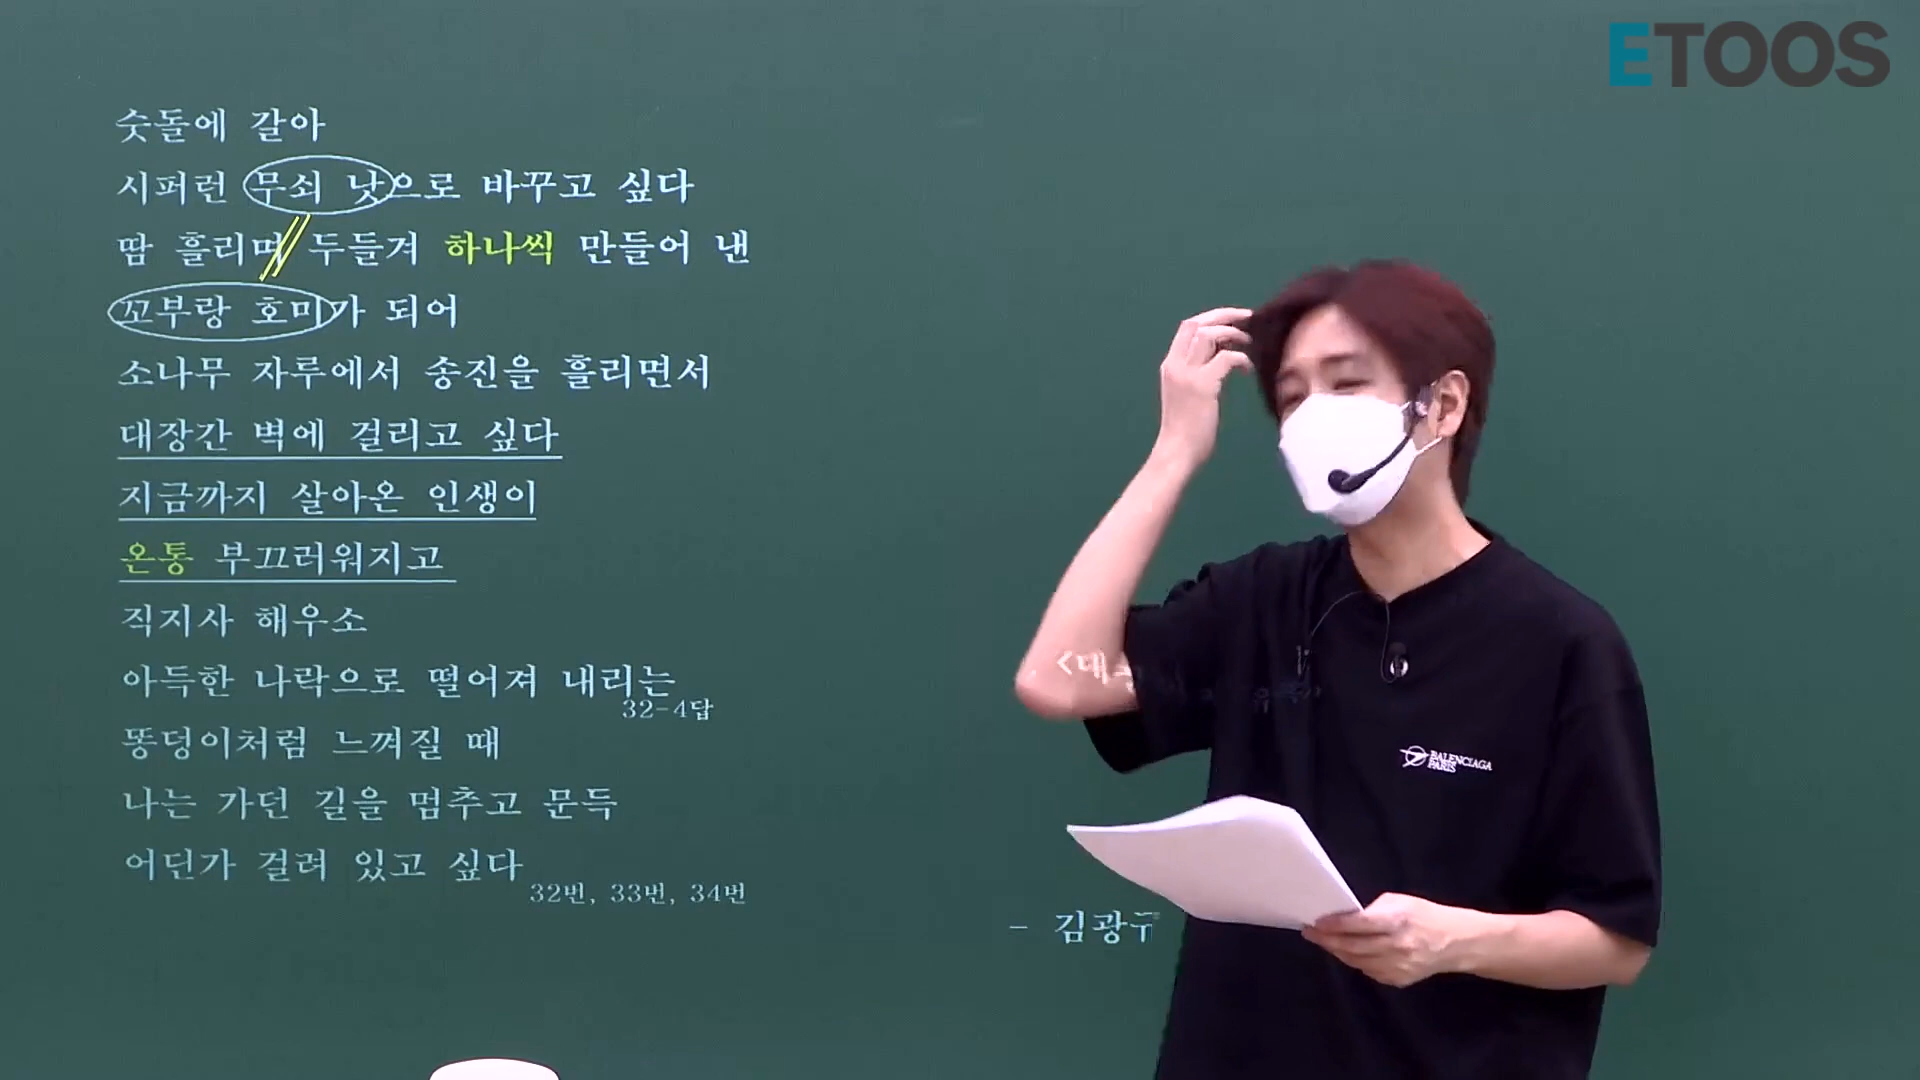 ETOOS
숫돌에 갈아
시퍼런 무쇠 낫으로 바꾸고 싶다
땀 흘리며 두들겨 하나씩 만들어 낸
꼬부랑 호미가 되어
소나무 자루에서 송진을 흘리면서
대장간 벽에 걸리고 싶다
지금까지 살아온 인생이
온통 부끄러워지고
직지사 해우소
아득한 나락으로 떨어져 내리는
32-4답
똥덩이처럼 느껴질 때
나는 가던 길을 멈추고 문득
어딘가 걸려 있고 싶다
32번, 33번, 34번
- 김광규
BALENCIAGA
PARIS